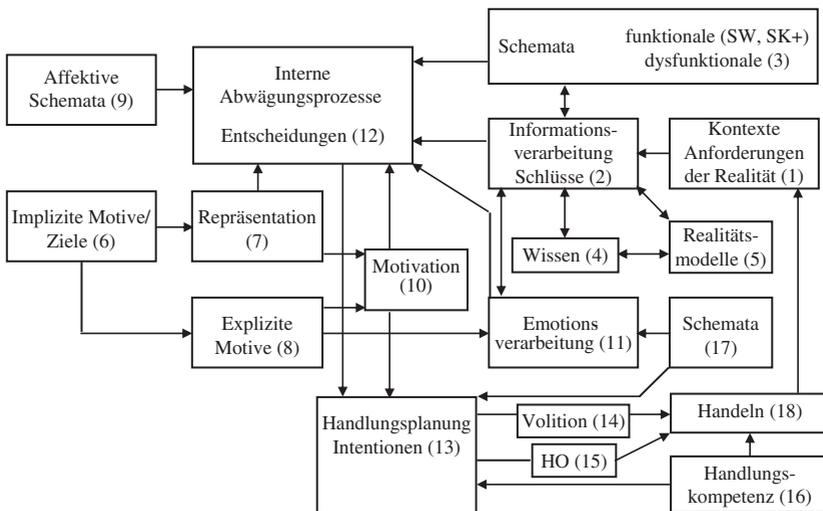 Schemata
funktionale (SW, SK+)
dysfunktionale (3)
Affektive
Schemata (9)
Interne
Abwägungsprozesse
Entscheidungen (12)
Informations-
verarbeitung
Schlüsse (2)
Kontexte
Anforderungen
der Realität (1)
Implizite Motive/
Ziele (6)
Repräsentation
(7)
Motivation
(10)
Wissen (4)
Realitäts-
modelle (5)
Explizite
Motive (8)
Emotions
verarbeitung (11)
Schemata
(17)
Handlungsplanung
Intentionen (13)
Volition (14)
Handeln (18)
HO (15)
Handlungs-
kompetenz (16)